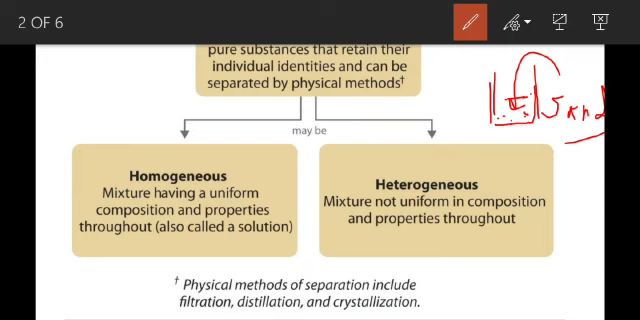 2 OF 6
pure substances that retain their
individual identities and can be
separated by physical methods†
may be
Homogeneous
Mixture having a uniform
composition and properties
throughout (also called a solution)
Heterogeneous
Mixture not uniform in composition
and properties throughout
† Physical methods of separation include
filtration, distillation, and crystallization.